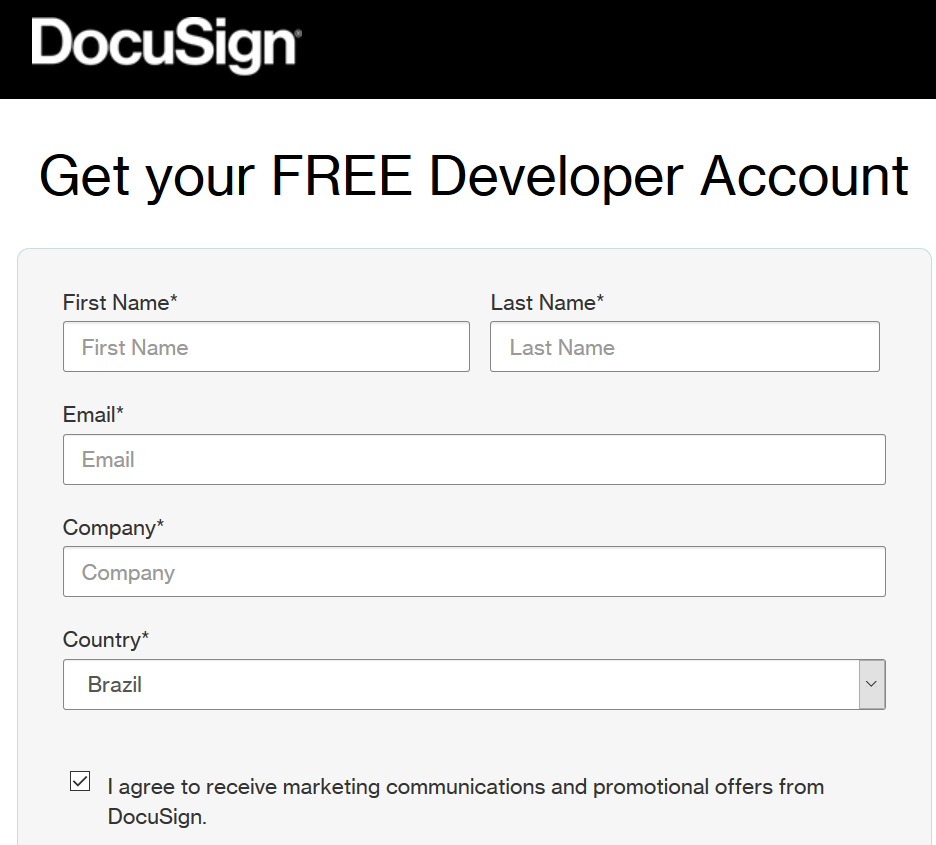 DocuSign®
Get your FREE Developer Account
First Name* Last Name*
First Name Last Name
Email*
Email
Company*
Company
Country*
Brazil
I agree to receive marketing communications and promotional offers from
DocuSign.